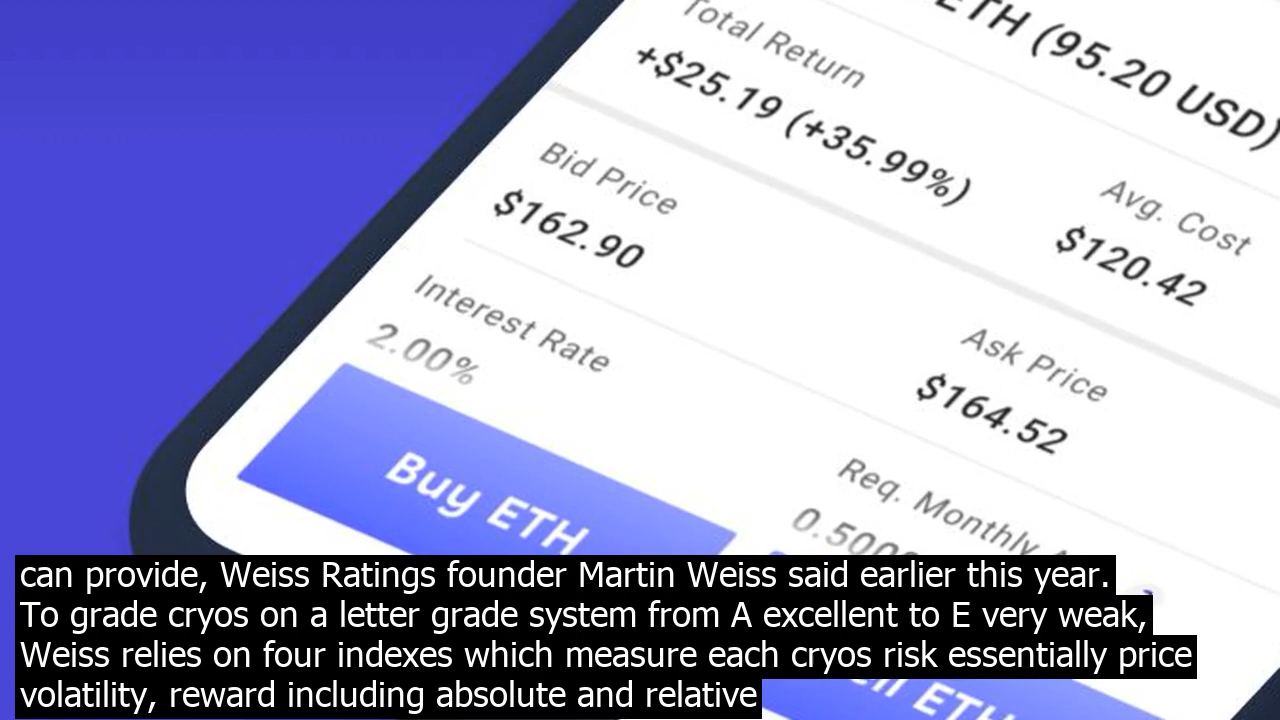 ETH (95.20 USD)
Total Return
+$25.19 (+35.99%)
Avg. Cost
$120.42
Bid Price
$162.90
Ask Price
$164.52
Interest Rate
2.00%
Req. Monthly
Buy ETH
ETH
can provide, Weiss Ratings founder Martin Weiss said earlier this year.
To grade cryos on a letter grade system from A excellent to E very weak,
Weiss relies on four indexes which measure each cryos risk essentially price
volatility, reward including absolute and relative